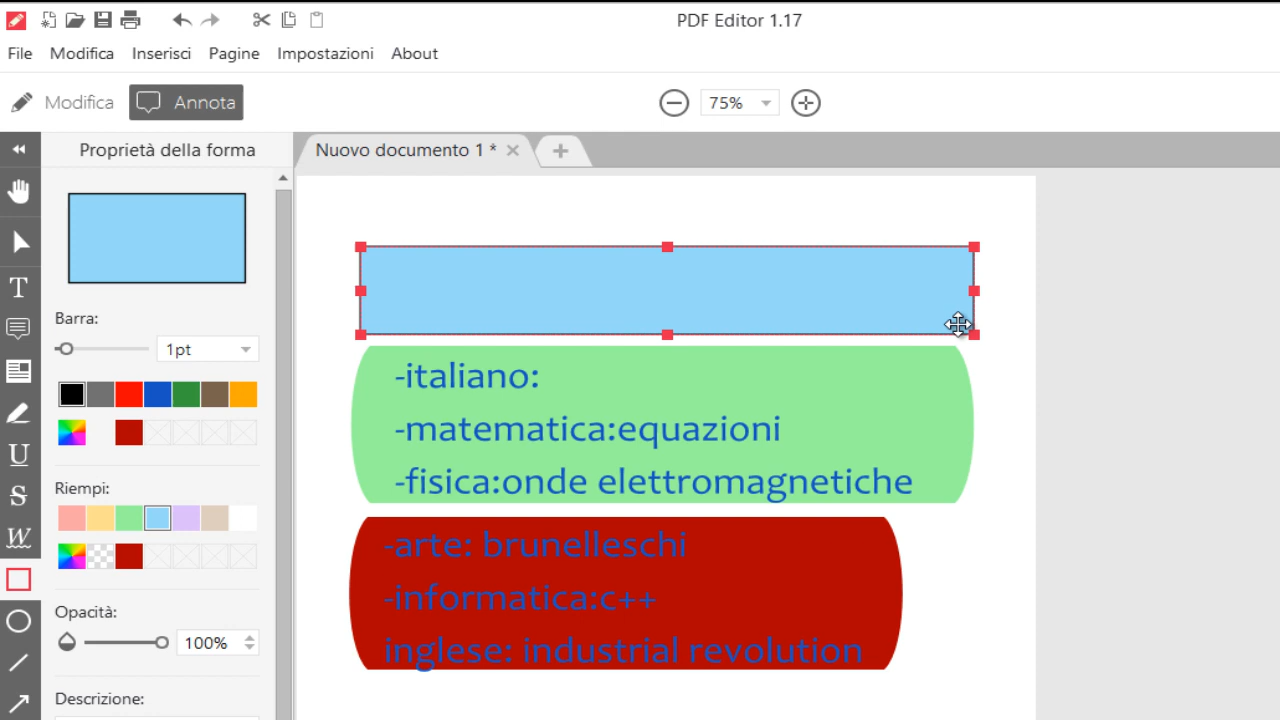 PDF Editor 1.17
File Modifica Inserisci Pagine Impostazioni About
Modifica Annota 75%
Proprietà della forma
Nuovo documento 1 *
Barra:
1pt
Riempi:
Opacità:
100%
Descrizione:
T
U
S
W
-italiano:
-matematica:equazioni
-fisica:onde elettromagnetiche
-arte: brunelleschi
-informatica:c++
inglese: industrial revolution